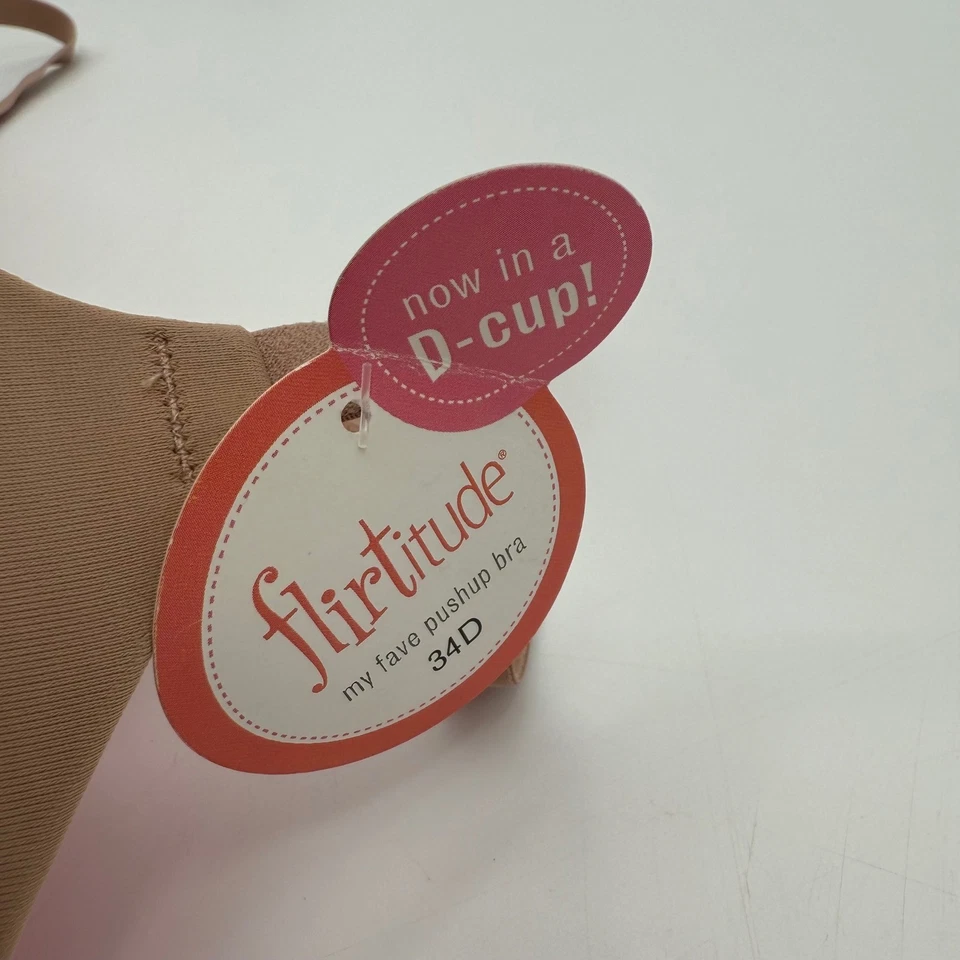 now in a
D-cup!
flirtitude®
my fave pushup bra
34D